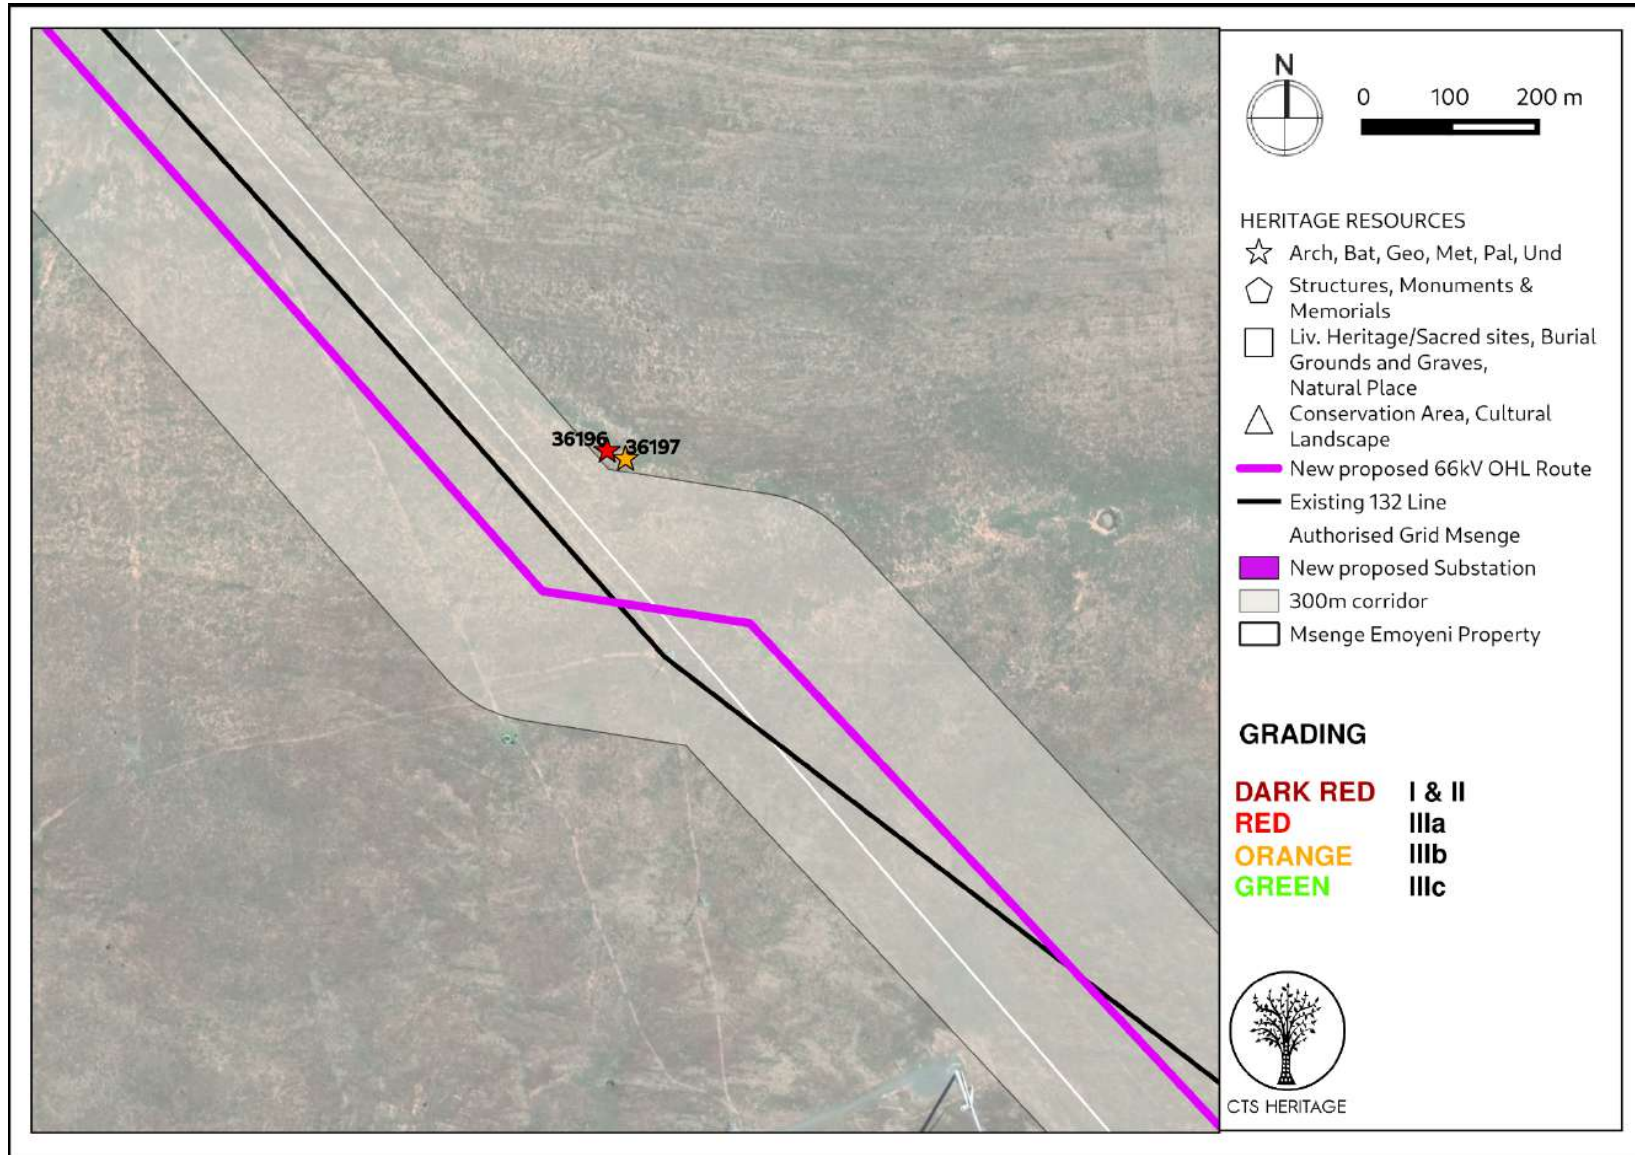 36196
36197
N
0 100 200 m
HERITAGE RESOURCES
Arch, Bat, Geo, Met, Pal, Und
Structures, Monuments &
Memorials
Liv. Heritage/Sacred sites, Burial
Grounds and Graves,
Natural Place
Conservation Area, Cultural
Landscape
New proposed 66kV OHL Route
Existing 132 Line
Authorised Grid Msenge
New proposed Substation
300m corridor
Msenge Emoyeni Property
GRADING
DARK RED I & II
RED IIIa
ORANGE IIIb
GREEN IIIc
CTS HERITAGE